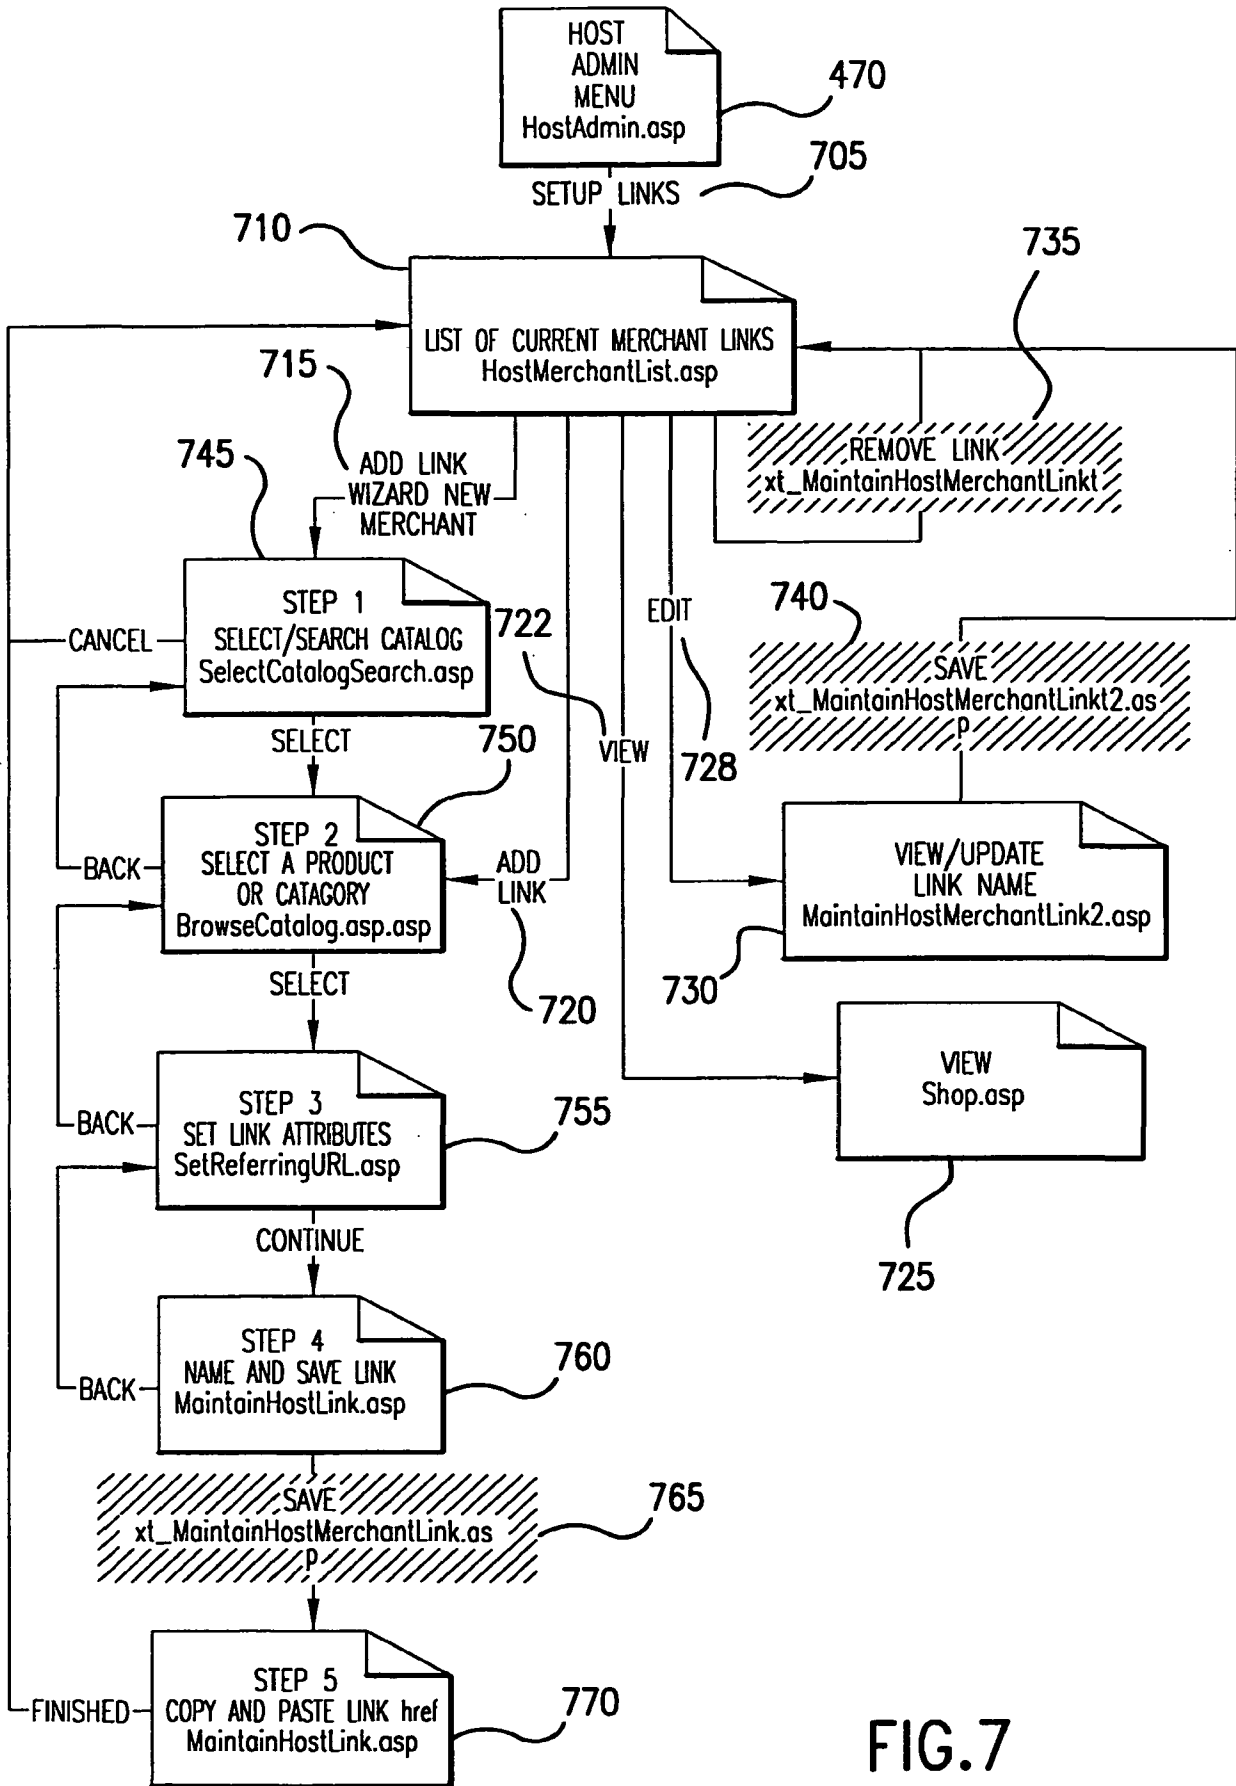 HOST
ADMIN
MENU
HostAdmin.asp
470
SETUP LINKS
705
710
LIST OF CURRENT MERCHANT LINKS
HostMerchantList.asp
735
REMOVE LINK
xt_MaintainHostMerchantLinkt
715
ADD LINK
WIZARD NEW
MERCHANT
745
STEP 1
SELECT/SEARCH CATALOG
SelectCatalogSearch.asp
CANCEL
722
VIEW
EDIT
728
740
SAVE
xt_MaintainHostMerchantLinkt2.as
p
SELECT
750
STEP 2
SELECT A PRODUCT
OR CATAGORY
BrowseCatalog.asp.asp
BACK
ADD
LINK
720
VIEW/UPDATE
LINK NAME
MaintainHostMerchantLink2.asp
730
SELECT
STEP 3
SET LINK ATTRIBUTES
SetReferringURL.asp
BACK
755
VIEW
Shop.asp
725
CONTINUE
STEP 4
NAME AND SAVE LINK
MaintainHostLink.asp
BACK
760
SAVE
xt_MaintainHostMerchantLink.as
p
765
STEP 5
COPY AND PASTE LINK href
MaintainHostLink.asp
FINISHED
770
FIG.7